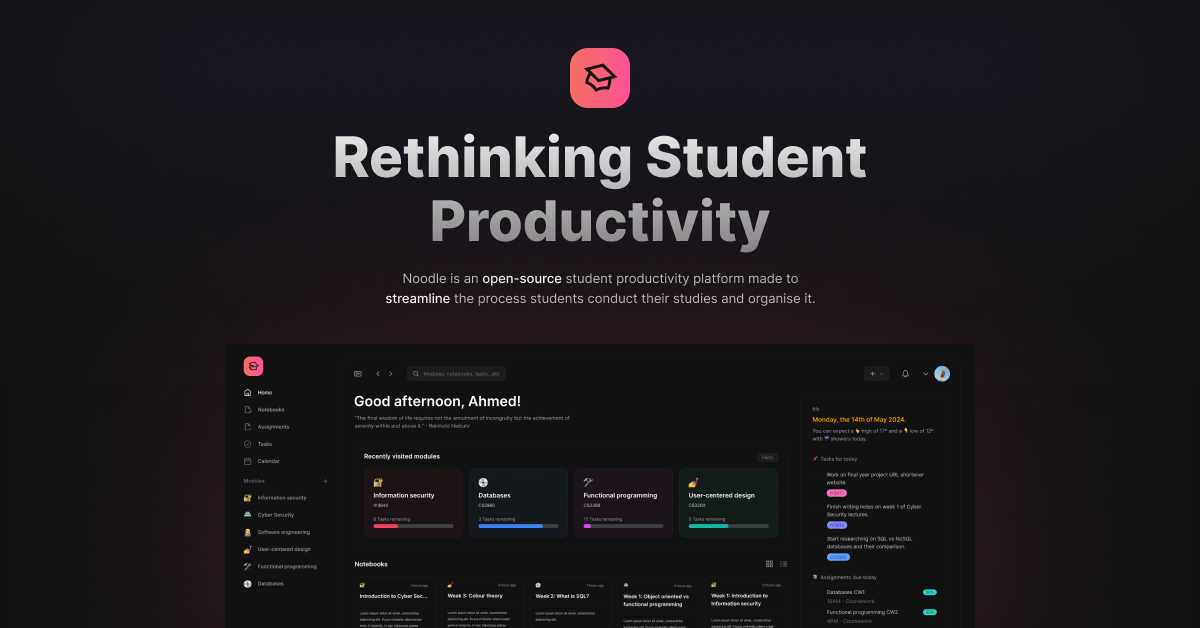 Rethinking Student
Productivity
Noodle is an open-source student productivity platform made to
streamline the process students conduct their studies and organise it.
Home
Notebooks
Assignments
Tasks
Calendar
Modules
Information security
Cyber Security
Software engineering
User-centered design
Functional programming
Databases
Modules, notebooks, tasks...etc
Good afternoon, Ahmed!
"The final wisdom of life requires not the annulment of incongruity but the achievement of
serenity within and above it." - Reinhold Niebuhr
Recently visited modules
Hide
Information security
Databases
CS2860
3 Tasks remaining
Functional programming
10 Tasks remaining
User-centered design
CS3200
5 Tasks remaining
Notebooks
Introduction to Cyber Sec...
Week 3: Colour theory
Week 2: What is SQL?
7 hours ago
Week 1: Object oriented vs
functional programming
Week 1: Introduction to
Information security
It's
Monday, the 14th of May 2024.
You can expect a 👆 high of 17º and a 👇 low of 12º
with ☔ showers today.
Tasks for today
Work on final year project URL shortener
website.
Finish writing notes on week 1 of Cyber
Security lectures.
Start researching on SQL vs NoSQL
databases and their comparison.
Assignments due today
Databases CW1
10AM - Coursework
Functional programming CW2
4PM - Coursework